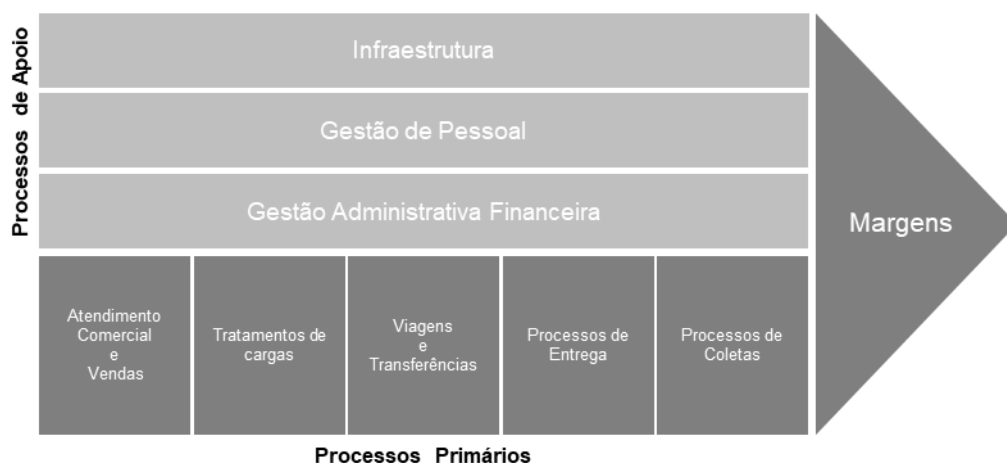 Processos de Apoio
Infraestrutura
Gestão de Pessoal
Gestão Administrativa Financeira
Margens
Atendimento
Comercial
e
Vendas
Tratamentos de
cargas
Viagens
e
Transferências
Processos de
Entrega
Processos de
Coletas
Processos Primários